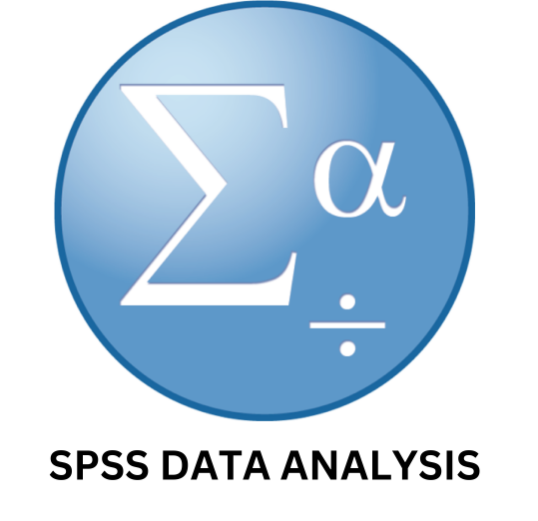 Σ α
÷
SPSS DATA ANALYSIS